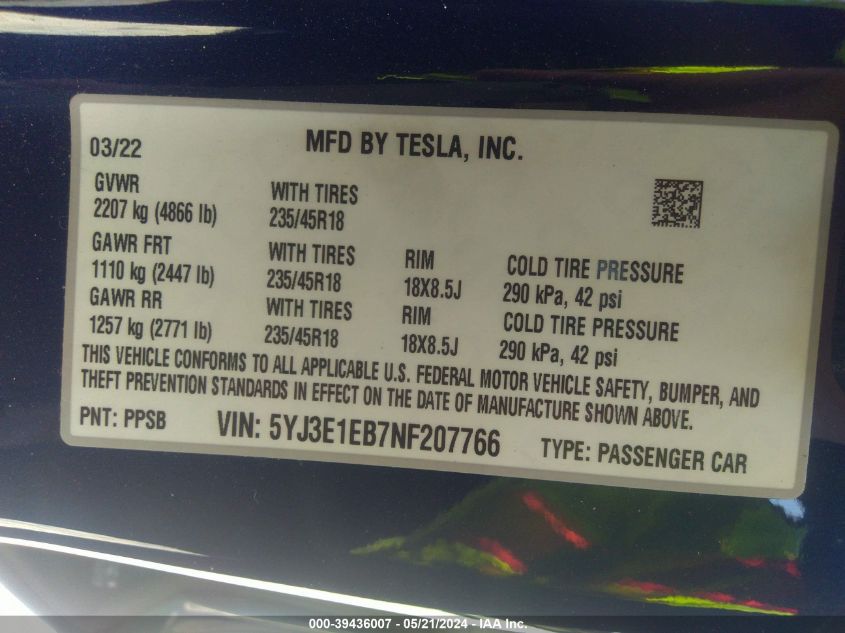 03/22
MFD BY TESLA, INC.
GVWR
2207 kg (4866 lb)
WITH TIRES
235/45R18
GAWR FRT
1110 kg (2447 lb)
WITH TIRES
235/45R18
RIM
18X8.5J
COLD TIRE PRESSURE
290 kPa, 42 psi
GAWR RR
1257 kg (2771 lb)
WITH TIRES
235/45R18
RIM
18X8.5J
COLD TIRE PRESSURE
290 kPa, 42 psi
THIS VEHICLE CONFORMS TO ALL APPLICABLE U.S. FEDERAL MOTOR VEHICLE SAFETY, BUMPER, AND
THEFT PREVENTION STANDARDS IN EFFECT ON THE DATE OF MANUFACTURE SHOWN ABOVE.
PNT: PPSB
VIN: 5YJ3E1EB7NF207766
TYPE: PASSENGER CAR
000-39436007 - 05/21/2024 - IAA Inc.